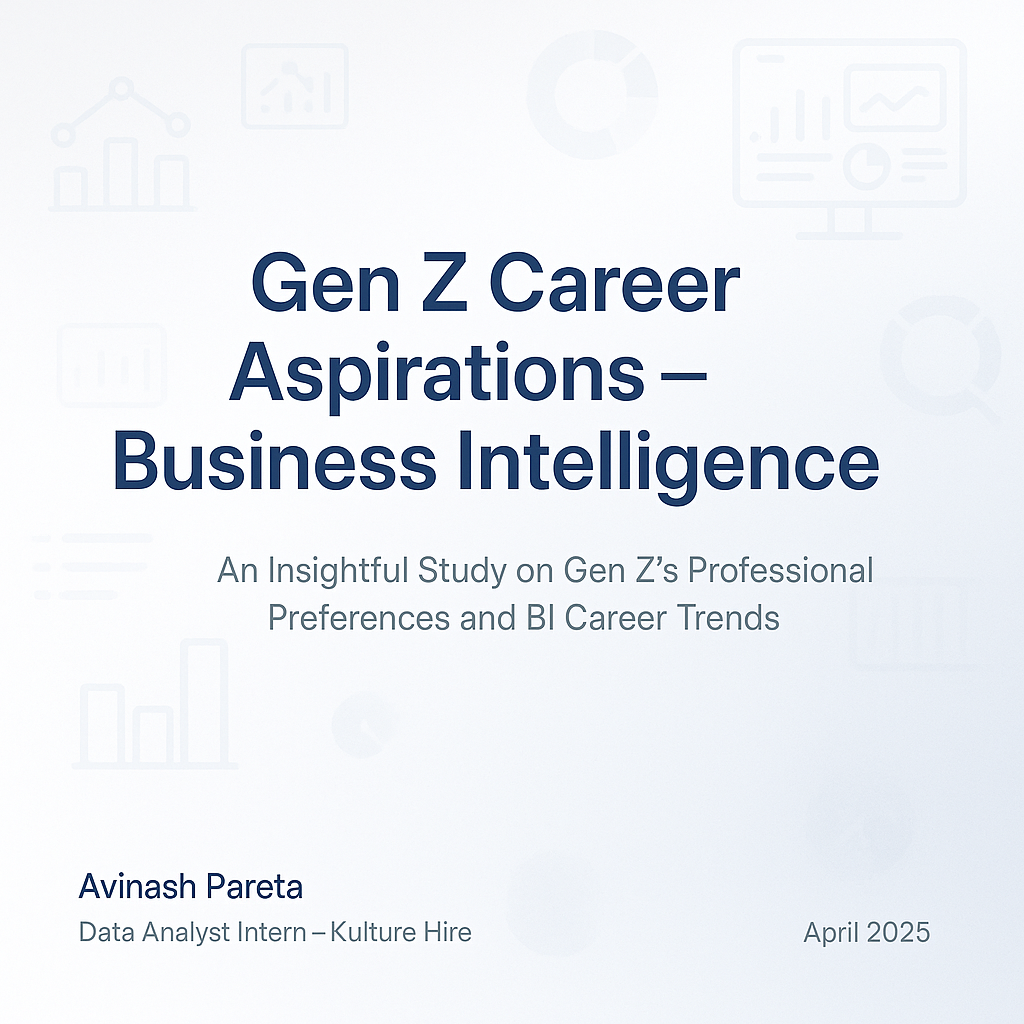 Gen Z Career
Aspirations –
Business Intelligence
An Insightful Study on Gen Z’s Professional
Preferences and BI Career Trends
Avinash Pareta
Data Analyst Intern – Kulture Hire
April 2025